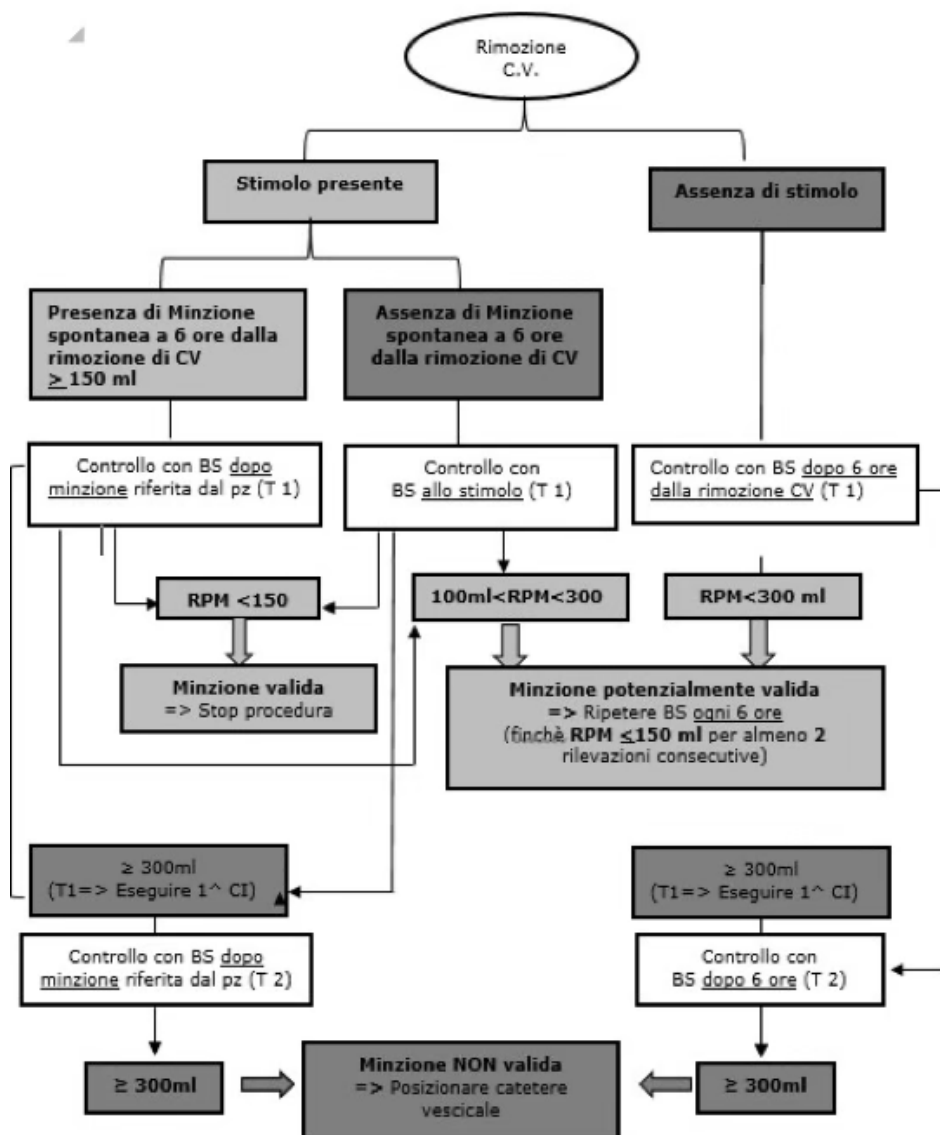 Rimozione
C.V.
Stimolo presente
Assenza di stimolo
Presenza di Minzione
spontanea a 6 ore dalla
rimozione di CV
≥ 150 ml
Assenza di Minzione
spontanea a 6 ore
dalla rimozione di CV
Controllo con BS dopo
minzione riferita dal pz (T 1)
Controllo con
BS allo stimolo (T 1)
Controllo con BS dopo 6 ore
dalla rimozione CV (T 1)
RPM <150
100ml<RPM<300
RPM<300 ml
Minzione valida
=> Stop procedura
Minzione potenzialmente valida
=> Ripetere BS ogni 6 ore
(finchè RPM ≤150 ml per almeno 2
rilevazioni consecutive)
≥ 300ml
(T1=> Eseguire 1^ CI)
≥ 300ml
(T1=> Eseguire 1^ CI)
Controllo con BS dopo
minzione riferita dal pz (T 2)
Controllo con
BS dopo 6 ore (T 2)
≥ 300ml
Minzione NON valida
=> Posizionare catetere
vescicale
≥ 300ml